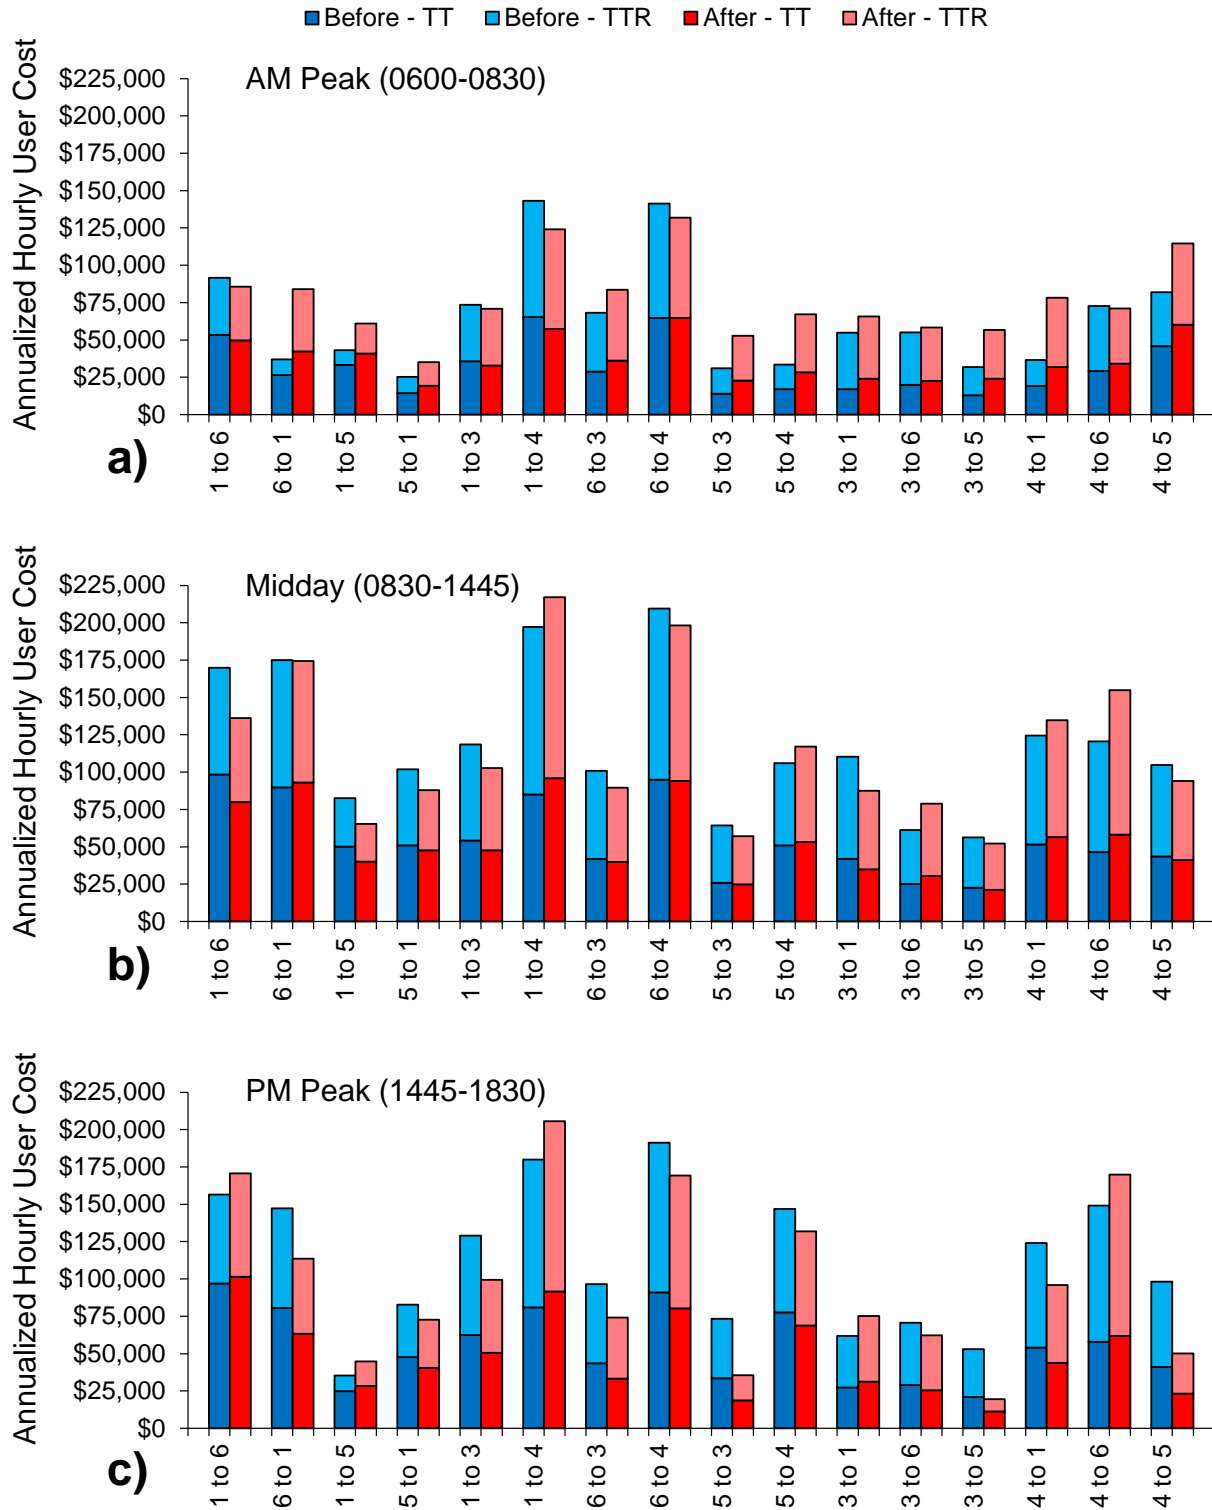 Before - TT Before - TTR After - TT After - TTR
Annualized Hourly User Cost
AM Peak (0600-0830)
$225,000
$200,000
$175,000
$150,000
$125,000
$100,000
$75,000
$50,000
$25,000
$0
1 to 6 6 to 1 1 to 5 5 to 1 1 to 3 1 to 4 6 to 3 6 to 4 5 to 3 5 to 4 3 to 1 3 to 6 3 to 5 4 to 1 4 to 6 4 to 5
a)
Annualized Hourly User Cost
Midday (0830-1445)
$225,000
$200,000
$175,000
$150,000
$125,000
$100,000
$75,000
$50,000
$25,000
$0
1 to 6 6 to 1 1 to 5 5 to 1 1 to 3 1 to 4 6 to 3 6 to 4 5 to 3 5 to 4 3 to 1 3 to 6 3 to 5 4 to 1 4 to 6 4 to 5
b)
Annualized Hourly User Cost
PM Peak (1445-1830)
$225,000
$200,000
$175,000
$150,000
$125,000
$100,000
$75,000
$50,000
$25,000
$0
1 to 6 6 to 1 1 to 5 5 to 1 1 to 3 1 to 4 6 to 3 6 to 4 5 to 3 5 to 4 3 to 1 3 to 6 3 to 5 4 to 1 4 to 6 4 to 5
c)